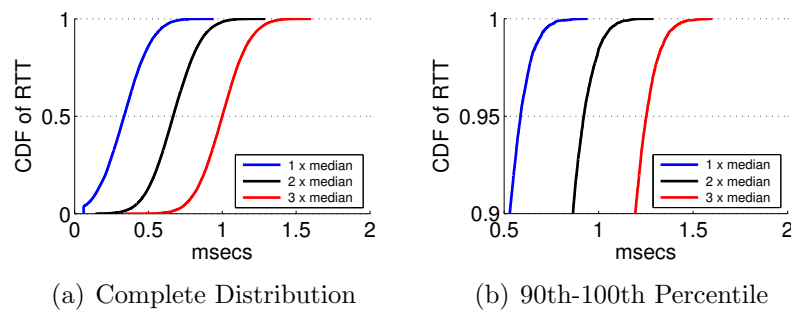 CDF of RTT
1
0.5
0
0 0.5 1 1.5 2
msecs
1 x median
2 x median
3 x median
(a) Complete Distribution
CDF of RTT
1
0.95
0.9
0.5 1 1.5 2
msecs
1 x median
2 x median
3 x median
(b) 90th-100th Percentile